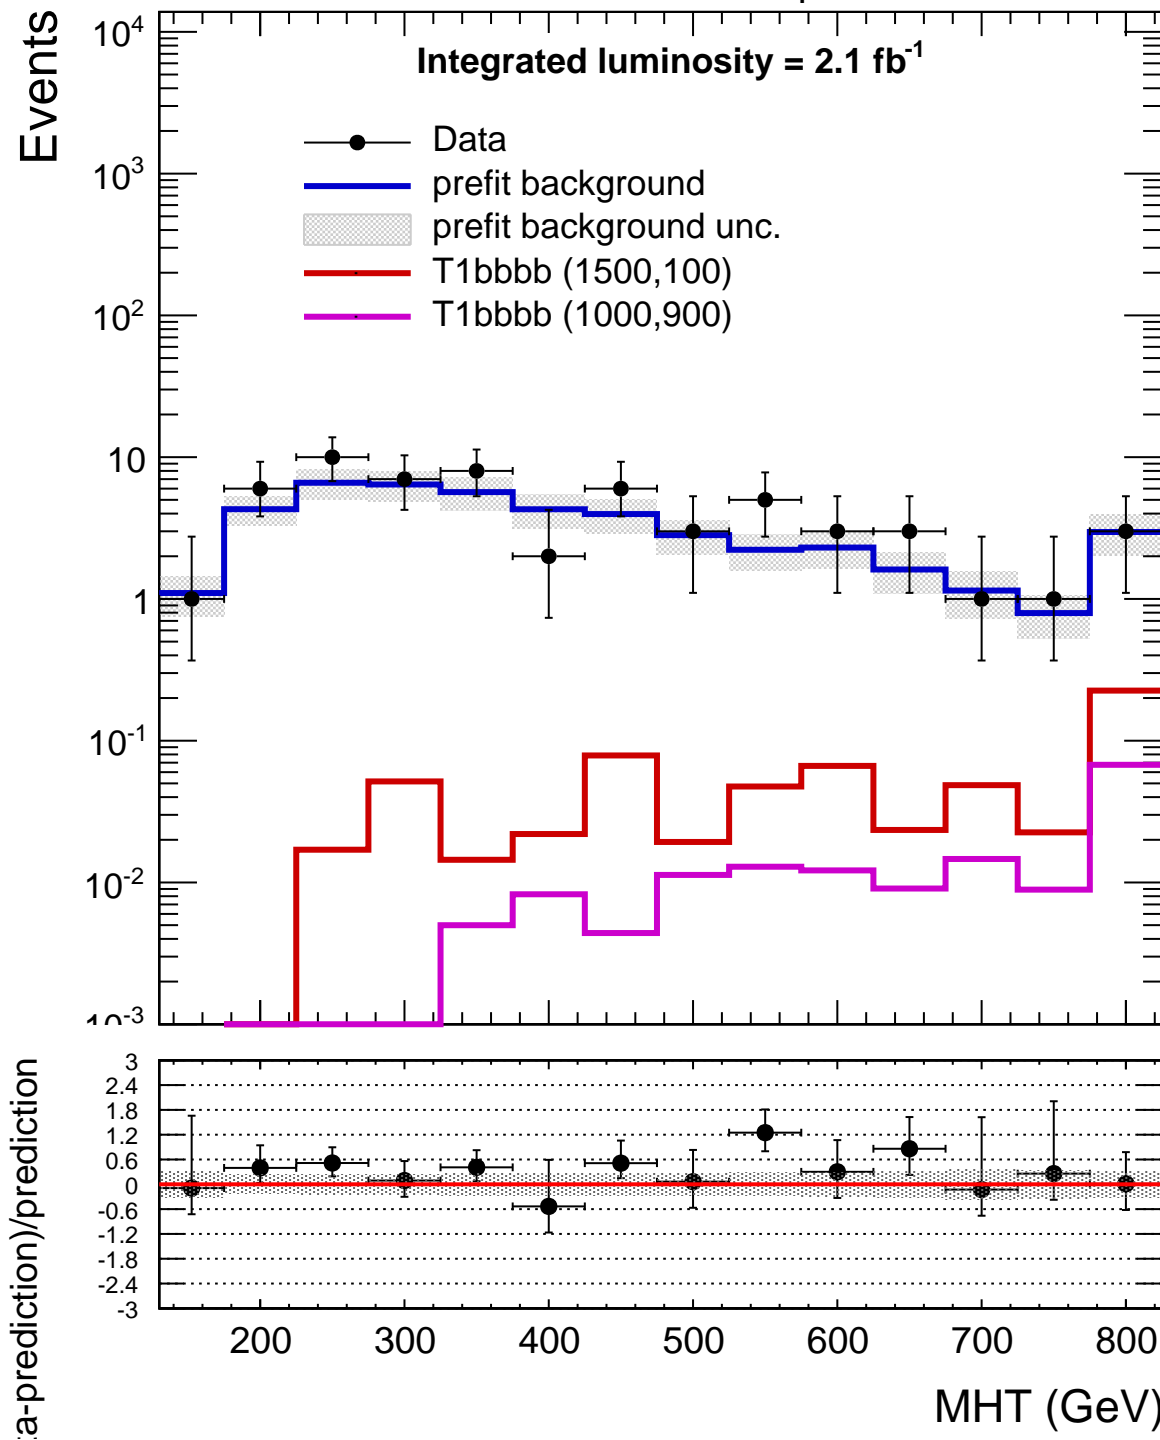 Events
10^4
10^3
10^2
10
1
10^-1
10^-2
10^-3
Integrated luminosity = 2.1 fb^-1
Data
prefit background
prefit background unc.
T1bbbb (1500,100)
T1bbbb (1000,900)
3
2.4
1.8
1.2
0.6
0
-0.6
-1.2
-1.8
-2.4
-3
ta-prediction)/prediction
200 300 400 500 600 700 800
MHT (GeV)